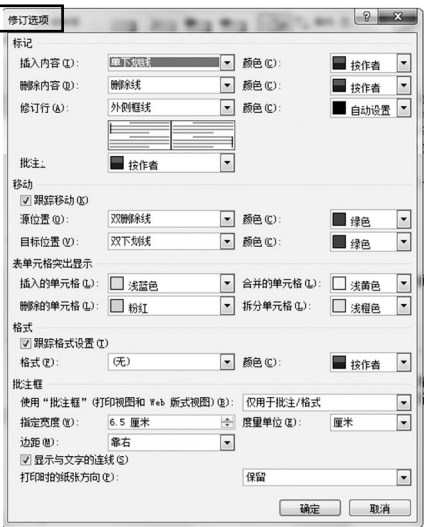 修订选项
标记
插入内容(I): 单下划线 颜色(C): 按作者
删除内容(D): 删除线 颜色(C): 按作者
修订行(A): 外侧框线 颜色(C): 自动设置
批注: 按作者
移动
跟踪移动(K)
源位置(O): 双删除线 颜色(C): 绿色
目标位置(V): 双下划线 颜色(C): 绿色
表单元格突出显示
插入的单元格(L): 浅蓝色 合并的单元格(L): 浅黄色
删除的单元格(L): 粉红 拆分单元格(L): 浅橙色
格式
跟踪格式设置(T)
格式(F): (无) 颜色(C): 按作者
批注框
使用“批注框”(打印视图和 Web 版式视图)(B): 仅用于批注/格式
指定宽度(W): 6.5 厘米 度量单位(E): 厘米
边距(M): 靠右
显示与文字的连线(S)
打印时的纸张方向(P): 保留
确定 取消